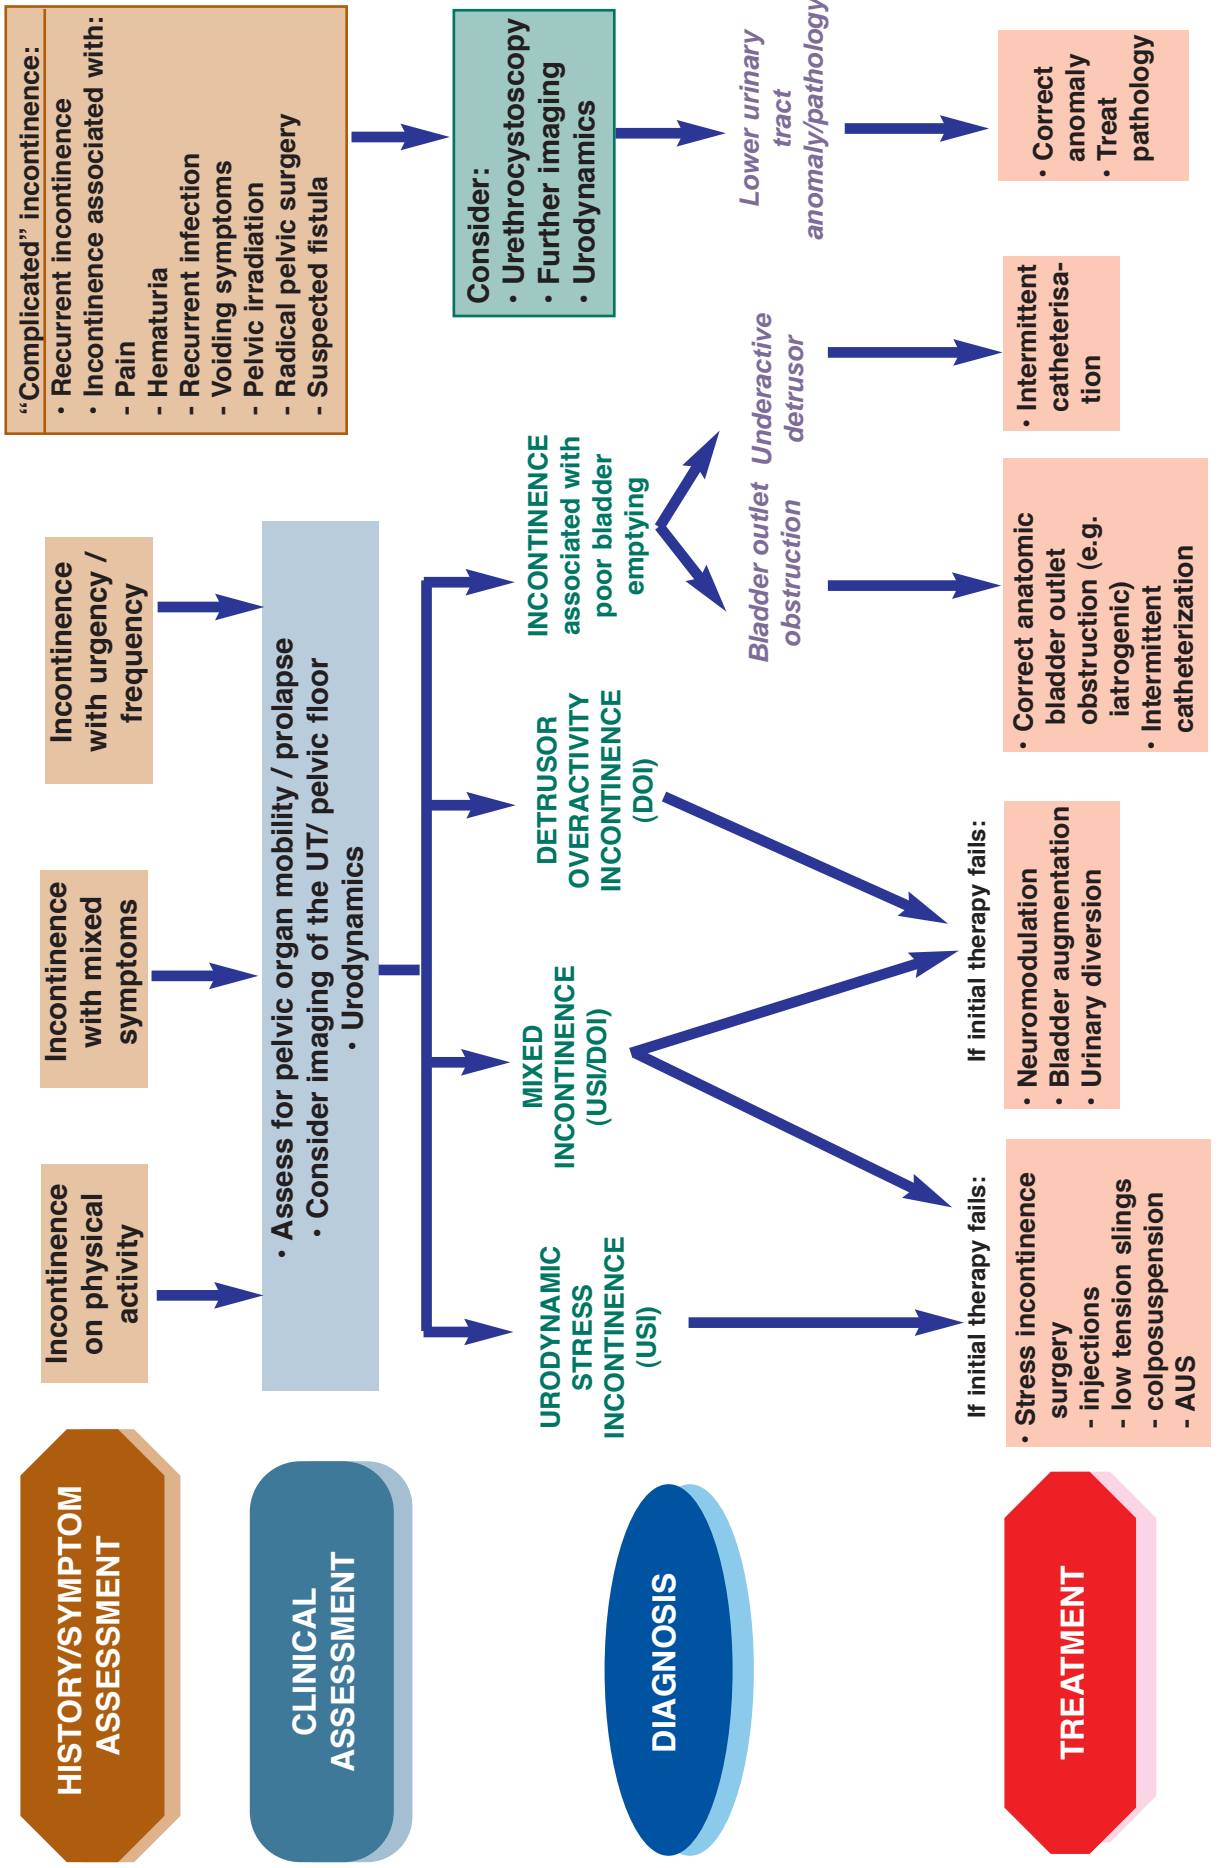 HISTORY/SYMPTOM
ASSESSMENT
Incontinence
on physical
activity
Incontinence
with mixed
symptoms
Incontinence
with urgency /
frequency
“Complicated” incontinence:
• Recurrent incontinence
• Incontinence associated with:
- Pain
- Hematuria
- Recurrent infection
- Voiding symptoms
- Pelvic irradiation
- Radical pelvic surgery
- Suspected fistula
CLINICAL
ASSESSMENT
• Assess for pelvic organ mobility / prolapse
• Consider imaging of the UT/ pelvic floor
• Urodynamics
Consider:
• Urethrocystoscopy
• Further imaging
• Urodynamics
DIAGNOSIS
URODYNAMIC
STRESS
INCONTINENCE
(USI)
MIXED
INCONTINENCE
(USI/DOI)
DETRUSOR
OVERACTIVITY
INCONTINENCE
(DOI)
INCONTINENCE
associated with
poor bladder
emptying
Bladder outlet
obstruction
Underactive
detrusor
Lower urinary
tract
anomaly/pathology
TREATMENT
If initial therapy fails:
• Stress incontinence
surgery
- injections
- low tension slings
- colposuspension
- AUS
If initial therapy fails:
• Neuromodulation
• Bladder augmentation
• Urinary diversion
• Correct anatomic
bladder outlet
obstruction (e.g.
iatrogenic)
• Intermittent
catheterization
• Intermittent
catheterisa-
tion
• Correct
anomaly
• Treat
pathology